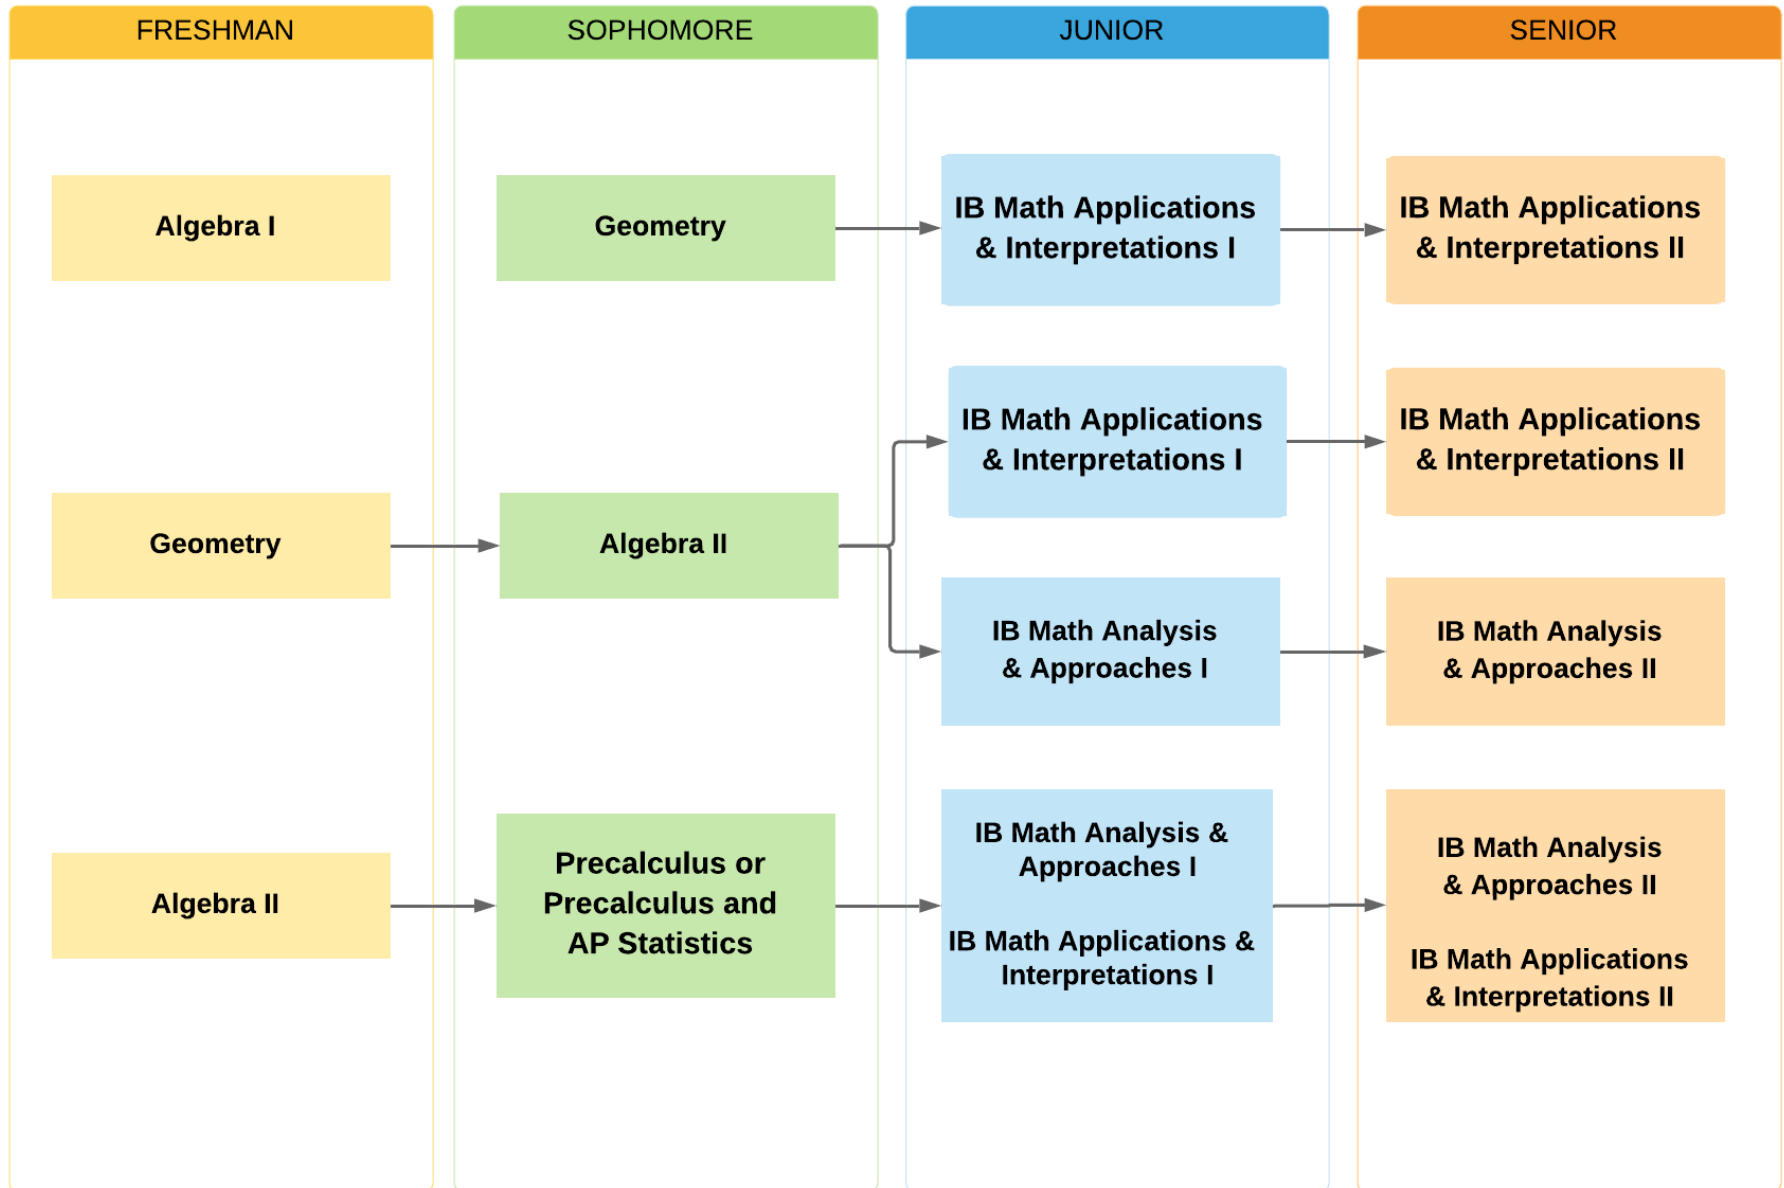 FRESHMAN
SOPHOMORE
JUNIOR
SENIOR
Algebra I
Geometry
IB Math Applications
& Interpretations I
IB Math Applications
& Interpretations II
IB Math Applications
& Interpretations I
IB Math Applications
& Interpretations II
Geometry
Algebra II
IB Math Analysis
& Approaches I
IB Math Analysis
& Approaches II
Algebra II
Precalculus or
Precalculus and
AP Statistics
IB Math Analysis &
Approaches I
IB Math Applications &
Interpretations I
IB Math Analysis
& Approaches II
IB Math Applications
& Interpretations II